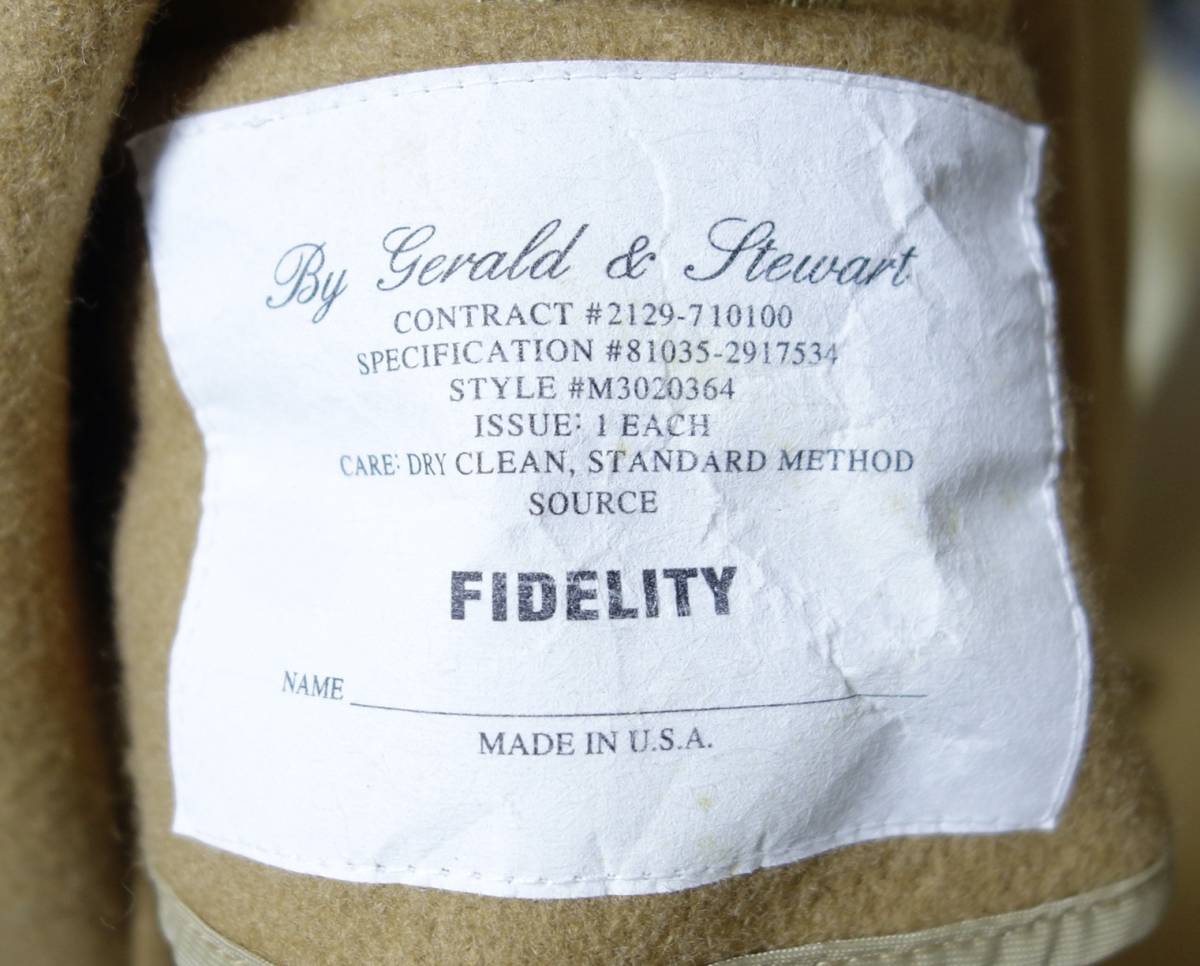 By Gerald & Stewart
CONTRACT #2129-710100
SPECIFICATION #81035-2917534
STYLE #M3020364
ISSUE: 1 EACH
CARE: DRY CLEAN, STANDARD METHOD
SOURCE
FIDELITY
NAME
MADE IN U.S.A.